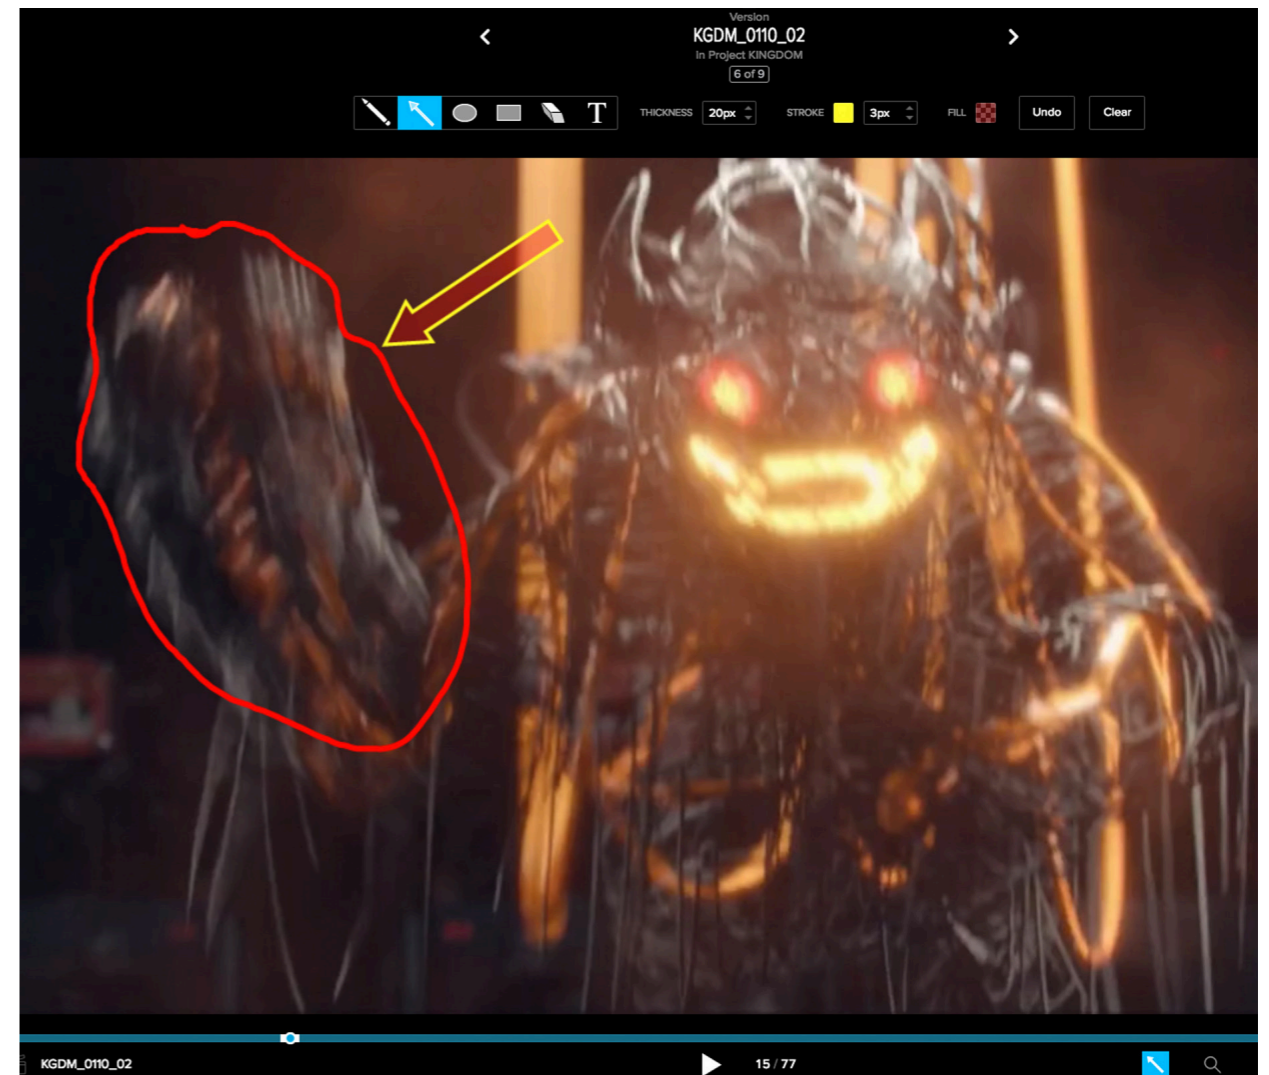 Version
KGDM_0110_02
in Project KINGDOM
6 of 9
T THICKNESS 20px STROKE 3px FILL Undo Clear
KGDM_0110_02 15 / 77